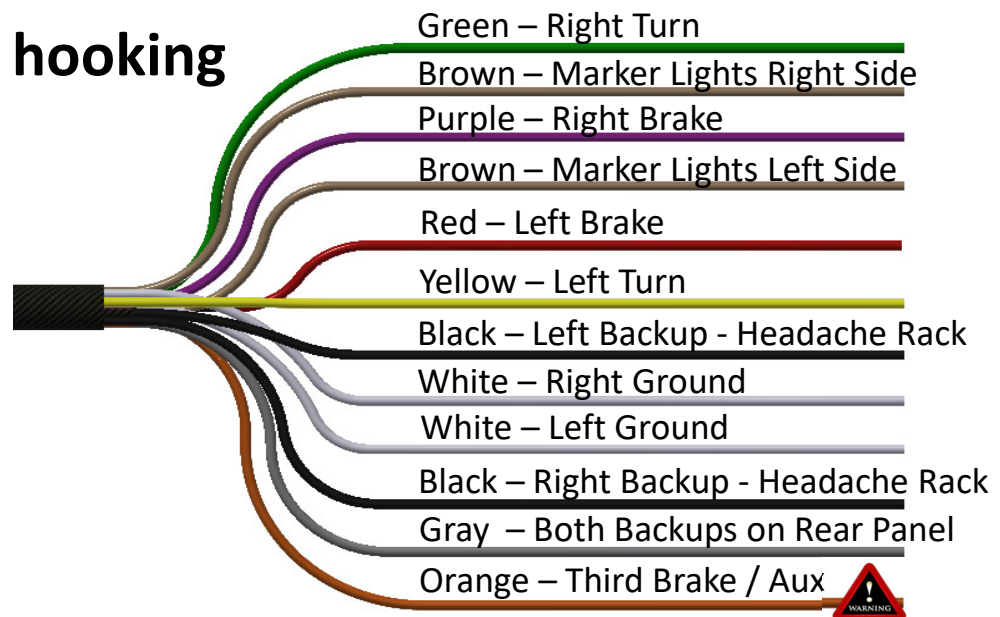 hooking
Green – Right Turn
Brown – Marker Lights Right Side
Purple – Right Brake
Brown – Marker Lights Left Side
Red – Left Brake
Yellow – Left Turn
Black – Left Backup - Headache Rack
White – Right Ground
White – Left Ground
Black – Right Backup - Headache Rack
Gray – Both Backups on Rear Panel
Orange – Third Brake / Aux
!
WARNING